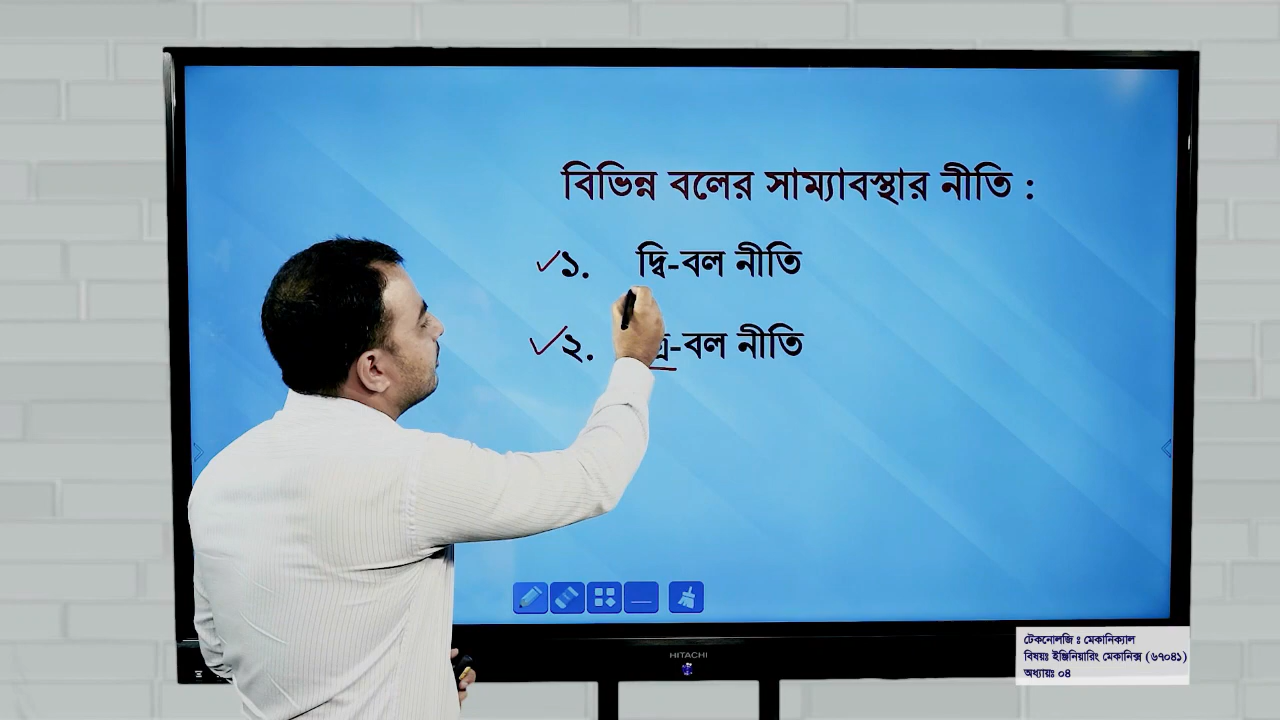 বিভিন্ন বলের সাম্যাবস্থার নীতি :
১. দ্বি-বল নীতি
২. -বল নীতি
HITACHI
টেকনোলজি ঃ মেকানিক্যাল
বিষয়ঃ ইঞ্জিনিয়ারিং মেকানিক্স (৬৭০৪১)
অধ্যায়ঃ ০৪